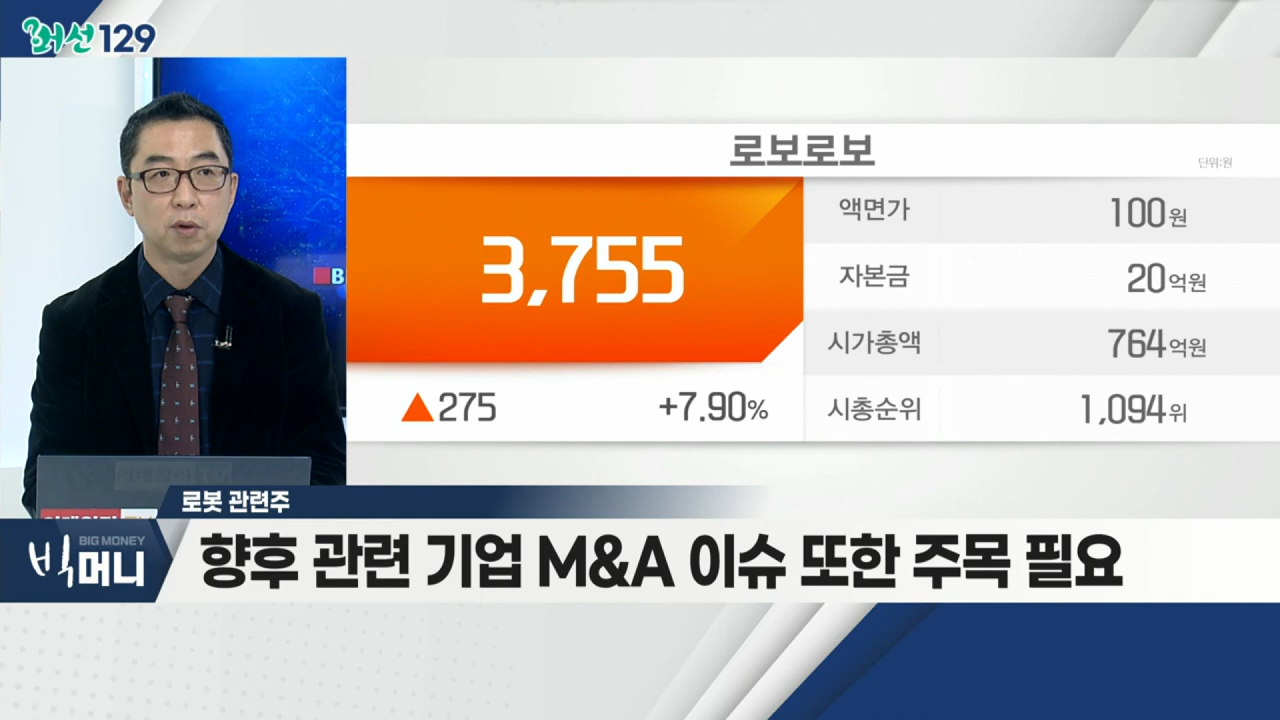 머선129
로보로보
단위:원
3,755
▲275
+7.90%
액면가 100원
자본금 20억원
시가총액 764억원
시총순위 1,094위
B
로봇 관련주
BIG MONEY
빅머니
향후 관련 기업 M&A 이슈 또한 주목 필요